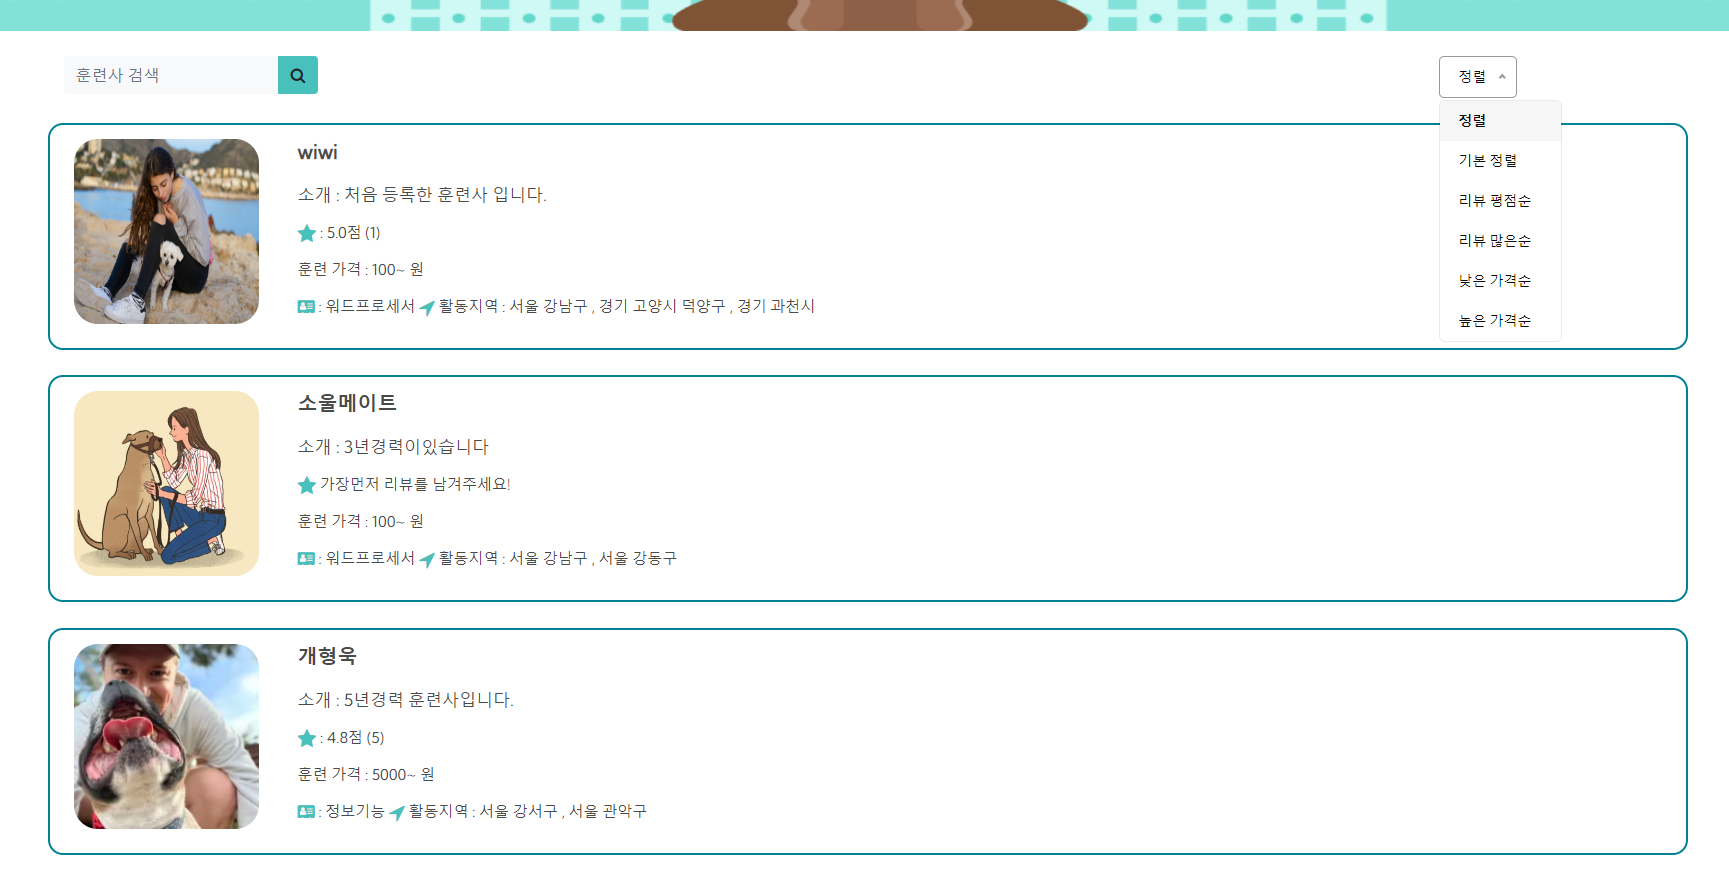 훈련사 검색
정렬
정렬
기본 정렬
리뷰 평점순
리뷰 많은순
낮은 가격순
높은 가격순
wiwi
소개 : 처음 등록한 훈련사 입니다.
: 5.0점 (1)
훈련 가격 : 100~ 원
: 워드프로세서 활동지역 : 서울 강남구 , 경기 고양시 덕양구 , 경기 과천시
소울메이트
소개 : 3년경력이있습니다
가장먼저 리뷰를 남겨주세요!
훈련 가격 : 100~ 원
: 워드프로세서 활동지역 : 서울 강남구 , 서울 강동구
개형욱
소개 : 5년경력 훈련사입니다.
: 4.8점 (5)
훈련 가격 : 5000~ 원
: 정보기능 활동지역 : 서울 강서구 , 서울 관악구